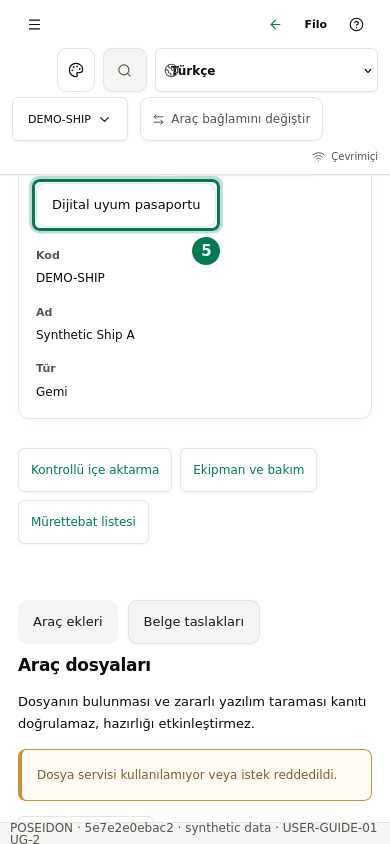 Filo
Türkçe
DEMO-SHIP
Araç bağlamını değiştir
Çevrimiçi
Dijital uyum pasaportu
5
Kod
DEMO-SHIP
Ad
Synthetic Ship A
Tür
Gemi
Kontrollü içe aktarma
Ekipman ve bakım
Mürettebat listesi
Araç ekleri
Belge taslakları
Araç dosyaları
Dosyanın bulunması ve zararlı yazılım taraması kanıtı
doğrulamaz, hazırlığı etkinleştirmez.
Dosya servisi kullanılamıyor veya istek reddedildi.
POSEIDON · 5e7e2e0ebac2 · synthetic data · USER-GUIDE-01
UG-2